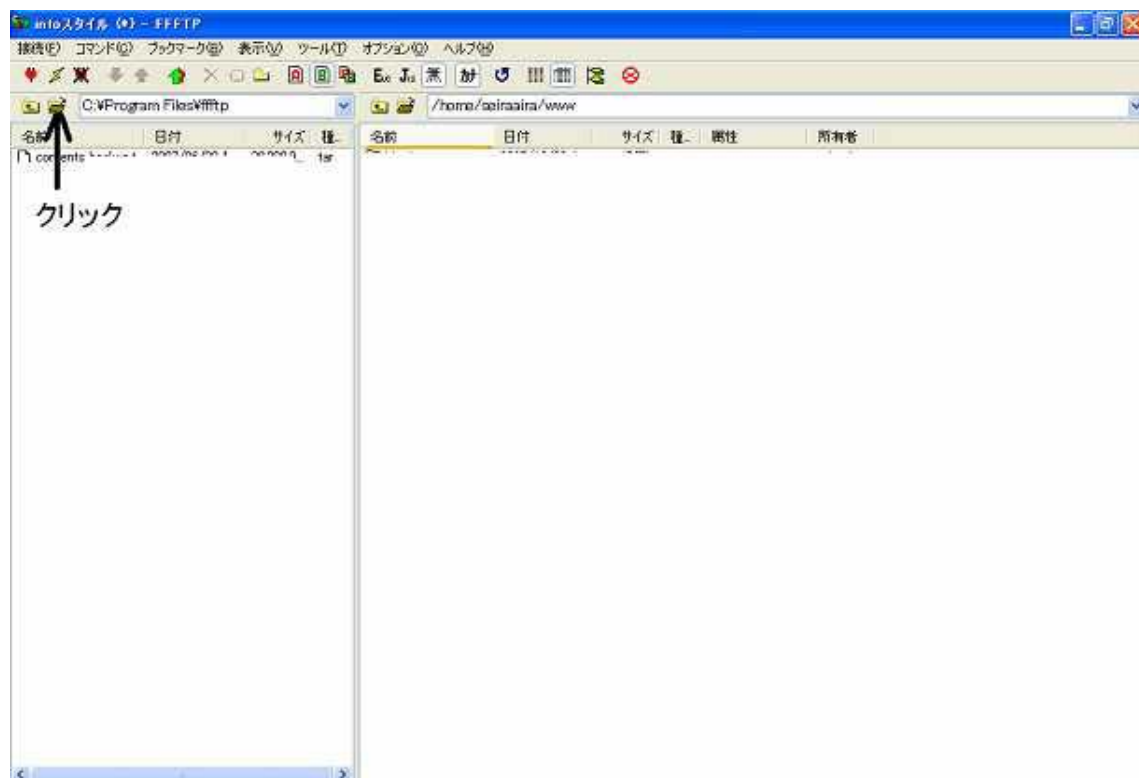 infoスタイル (*) - FFFTP
接続(F) コマンド(C) ブックマーク(B) 表示(V) ツール(T) オプション(O) ヘルプ(H)
C:¥Program Files¥ffftp
/home/seiraaira/www
名前 日付 サイズ 種..
名前 日付 サイズ 種.. 属性 所有者
tar
クリック